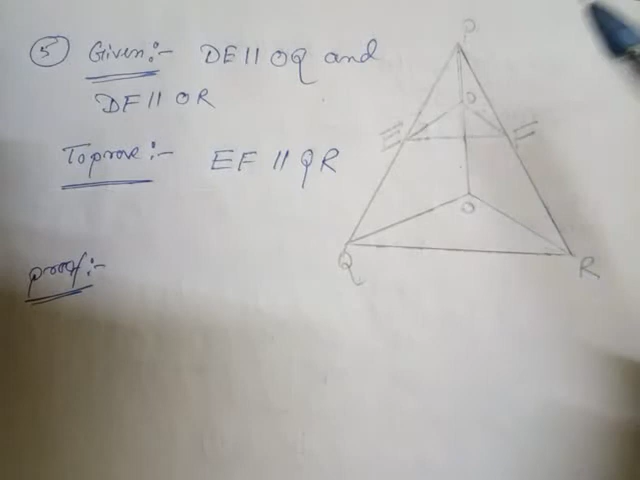 5 Given:- DE || OQ and
DF || OR
To prove:- EF || QR
proof:-
P
D
E F
O
Q R